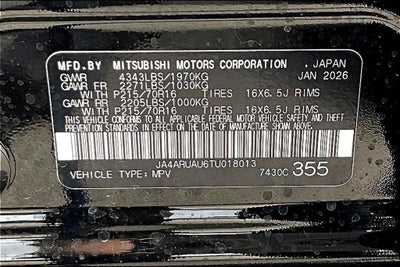 MFD.BY MITSUBISHI MOTORS CORPORATION , JAPAN
GVWR 4343LBS/1970KG JAN 2026
GAWR FR 2271LBS/1030KG
WITH P215/70R16 TIRES 16X6.5J RIMS
GAWR RR 2205LBS/1000KG
WITH P215/70R16 TIRES 16X6.5J RIMS
THIS VEHICLE CONFORMS TO ALL APPLICABLE
FEDERAL MOTOR VEHICLE SAFETY AND THEFT
PREVENTION STANDARDS IN EFFECT ON THE DATE OF
MANUFACTURE SHOWN ABOVE.
JA4ARUAU6TU018013
VEHICLE TYPE: MPV 7430C 355